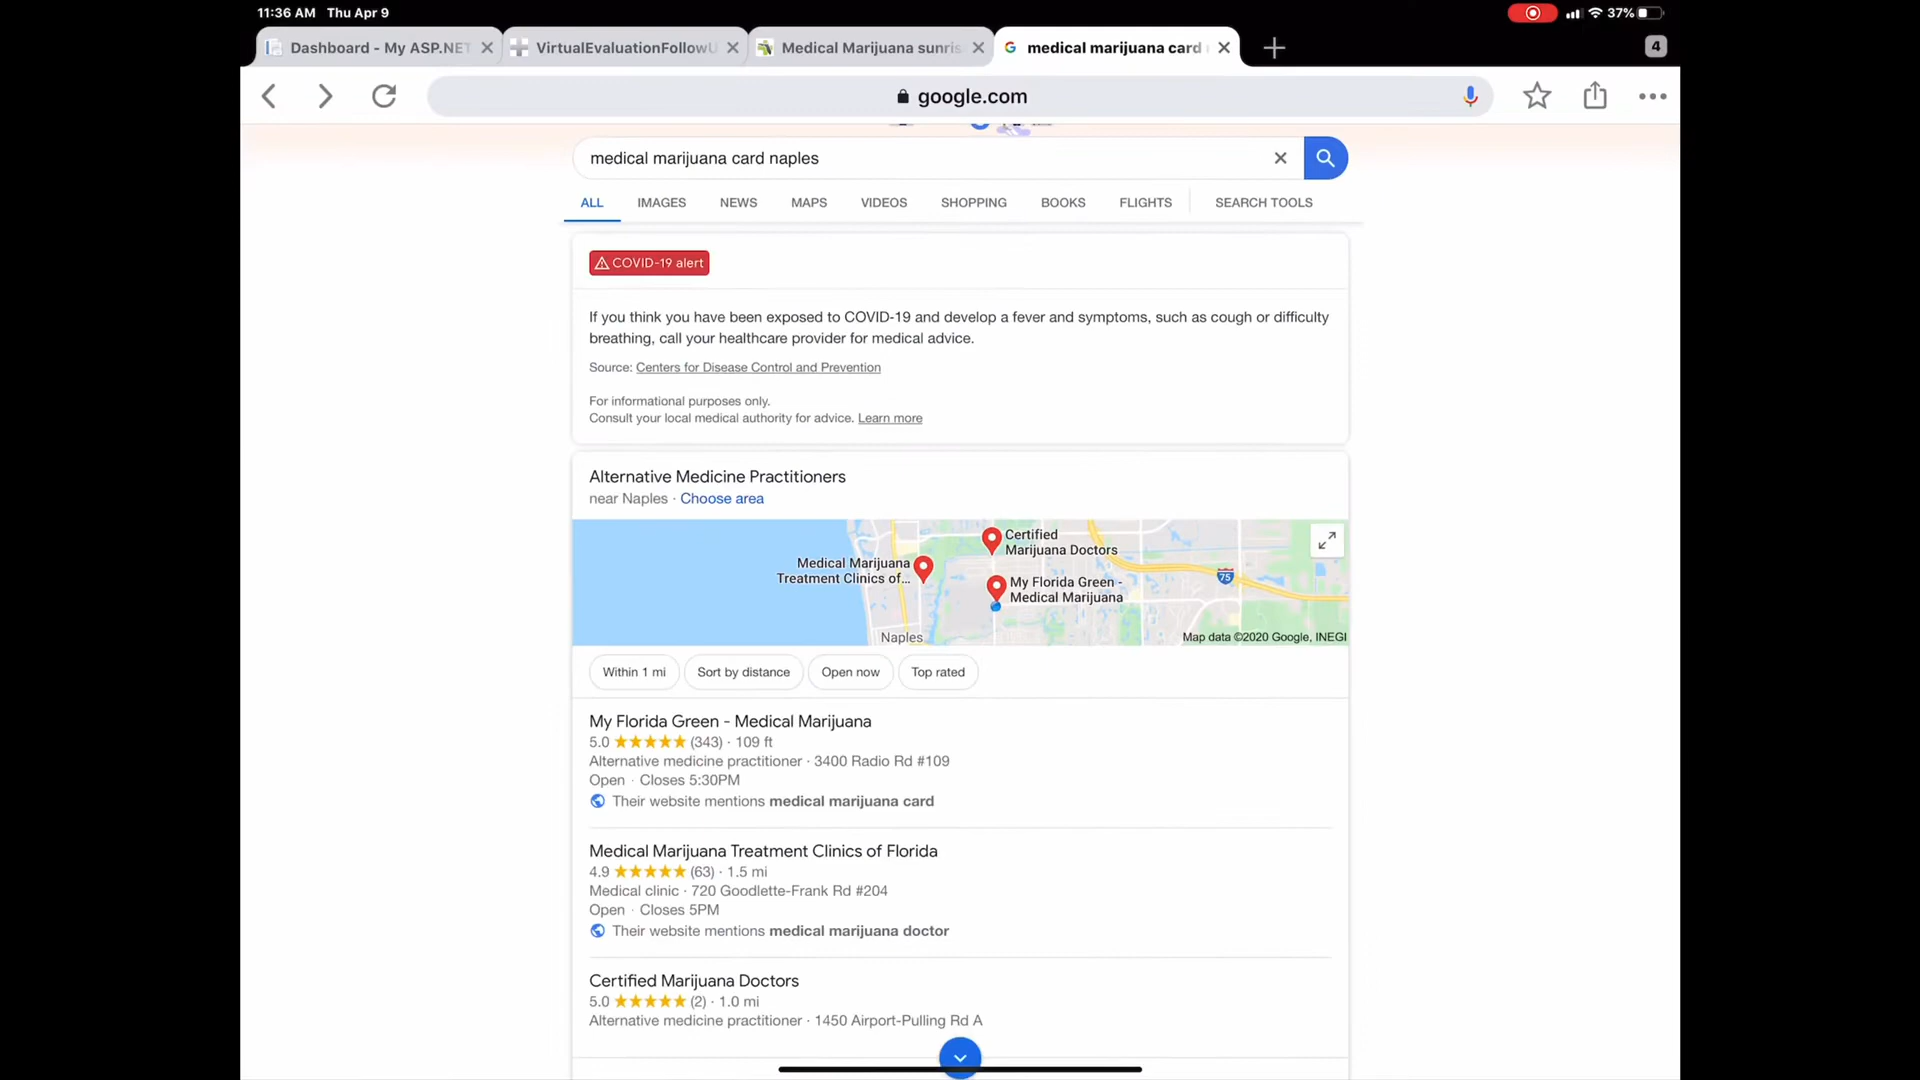 11:36 AM Thu Apr 9
37%
Dashboard - My ASP.NET
VirtualEvaluationFollowU
Medical Marijuana sunris
medical marijuana card
4
google.com
medical marijuana card naples
ALL IMAGES NEWS MAPS VIDEOS SHOPPING BOOKS FLIGHTS SEARCH TOOLS
COVID-19 alert
If you think you have been exposed to COVID-19 and develop a fever and symptoms, such as cough or difficulty
breathing, call your healthcare provider for medical advice.
Source: Centers for Disease Control and Prevention
For informational purposes only.
Consult your local medical authority for advice. Learn more
Alternative Medicine Practitioners
near Naples · Choose area
Certified
Marijuana Doctors
Medical Marijuana
Treatment Clinics of...
My Florida Green -
Medical Marijuana
75
Naples
Map data ©2020 Google, INEGI
Within 1 mi Sort by distance Open now Top rated
My Florida Green - Medical Marijuana
5.0 (343) · 109 ft
Alternative medicine practitioner · 3400 Radio Rd #109
Open · Closes 5:30PM
Their website mentions medical marijuana card
Medical Marijuana Treatment Clinics of Florida
4.9 (63) · 1.5 mi
Medical clinic · 720 Goodlette-Frank Rd #204
Open · Closes 5PM
Their website mentions medical marijuana doctor
Certified Marijuana Doctors
5.0 (2) · 1.0 mi
Alternative medicine practitioner · 1450 Airport-Pulling Rd A